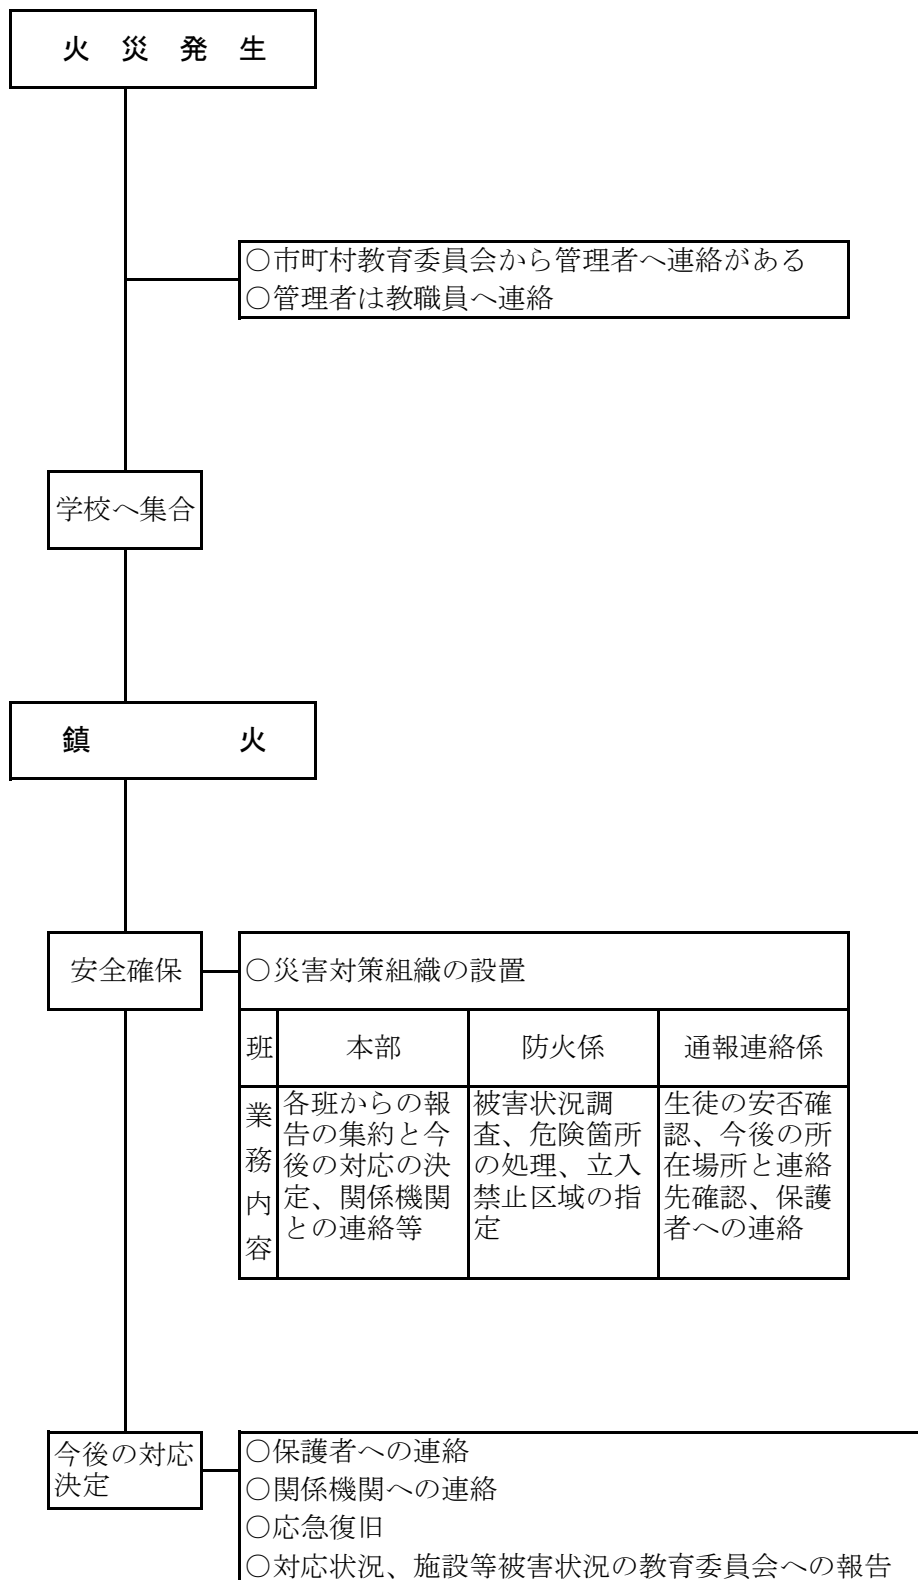 火 災 発 生
○市町村教育委員会から管理者へ連絡がある
○管理者は教職員へ連絡
学校へ集合
鎮 火
安全確保
○災害対策組織の設置
班
本部
防火係
通報連絡係
業務内容
各班からの報
告の集約と今
後の対応の決
定、関係機関
との連絡等
被害状況調
査、危険箇所
の処理、立入
禁止区域の指
定
生徒の安否確
認、今後の所
在場所と連絡
先確認、保護
者への連絡
今後の対応
決定
○保護者への連絡
○関係機関への連絡
○応急復旧
○対応状況、施設等被害状況の教育委員会への報告